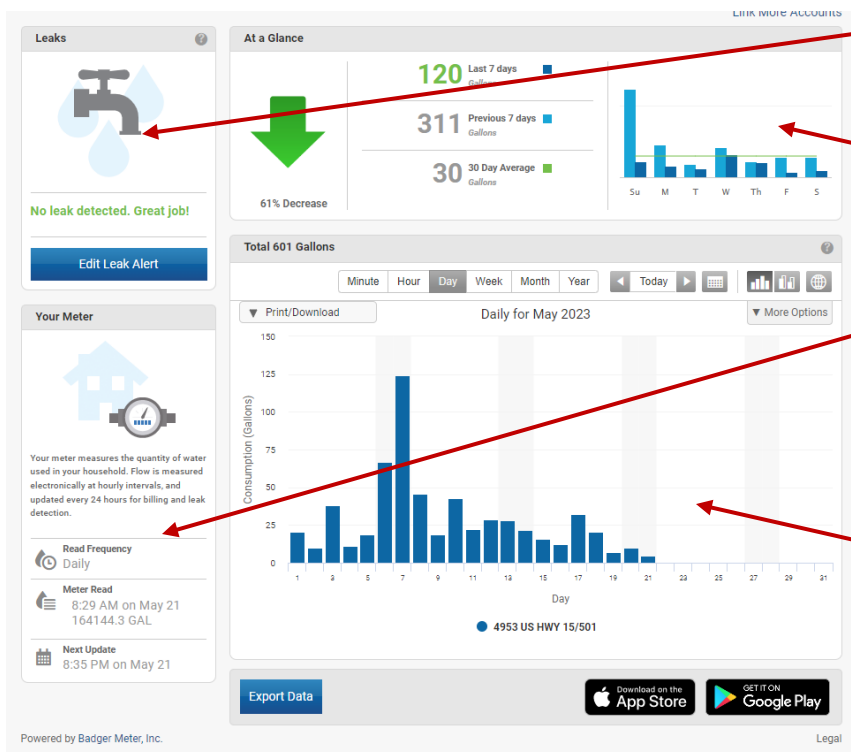 Link More Accounts
Leaks
?
No leak detected. Great job!
Edit Leak Alert
Your Meter
Your meter measures the quantity of water
used in your household. Flow is measured
electronically at hourly intervals, and
updated every 24 hours for billing and leak
detection.
Read Frequency
Daily
Meter Read
8:29 AM on May 21
164144.3 GAL
Next Update
8:35 PM on May 21
At a Glance
61% Decrease
120 Last 7 days
Gallons
311 Previous 7 days
Gallons
30 30 Day Average
Gallons
Su M T W Th F S
Total 601 Gallons
?
Minute Hour Day Week Month Year Today
Print/Download
Daily for May 2023
More Options
Consumption (Gallons)
150
125
100
75
50
25
0
1 3 5 7 9 11 13 15 17 19 21 23 25 27 29 31
Day
4953 US HWY 15/501
Export Data
Download on the
App Store
GET IT ON
Google Play
Powered by Badger Meter, Inc.
Legal